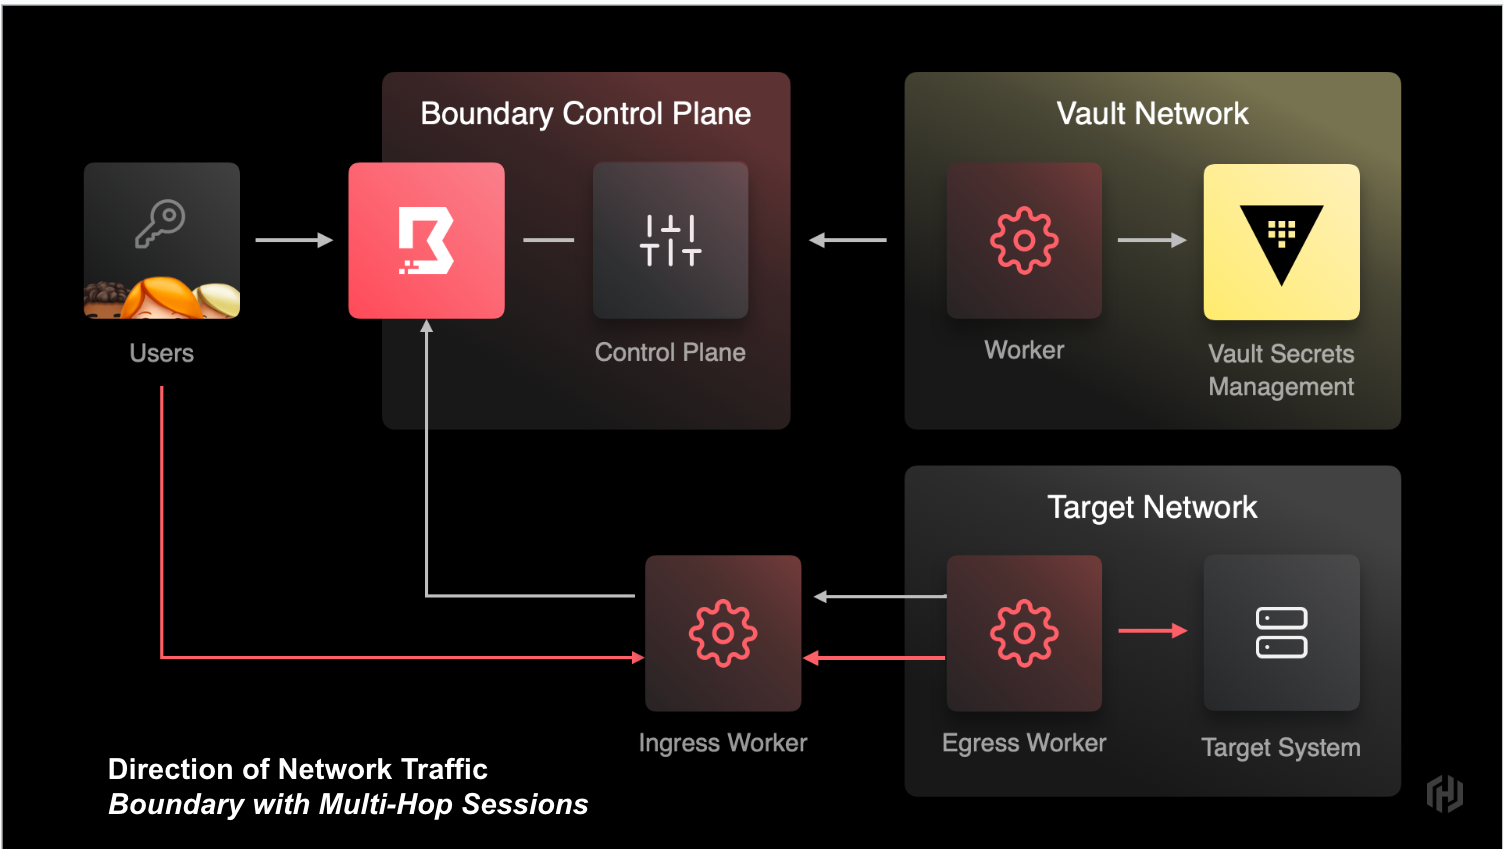 Boundary Control Plane
Vault Network
Users
Control Plane
Worker
Vault Secrets
Management
Target Network
Ingress Worker
Egress Worker
Target System
Direction of Network Traffic
Boundary with Multi-Hop Sessions